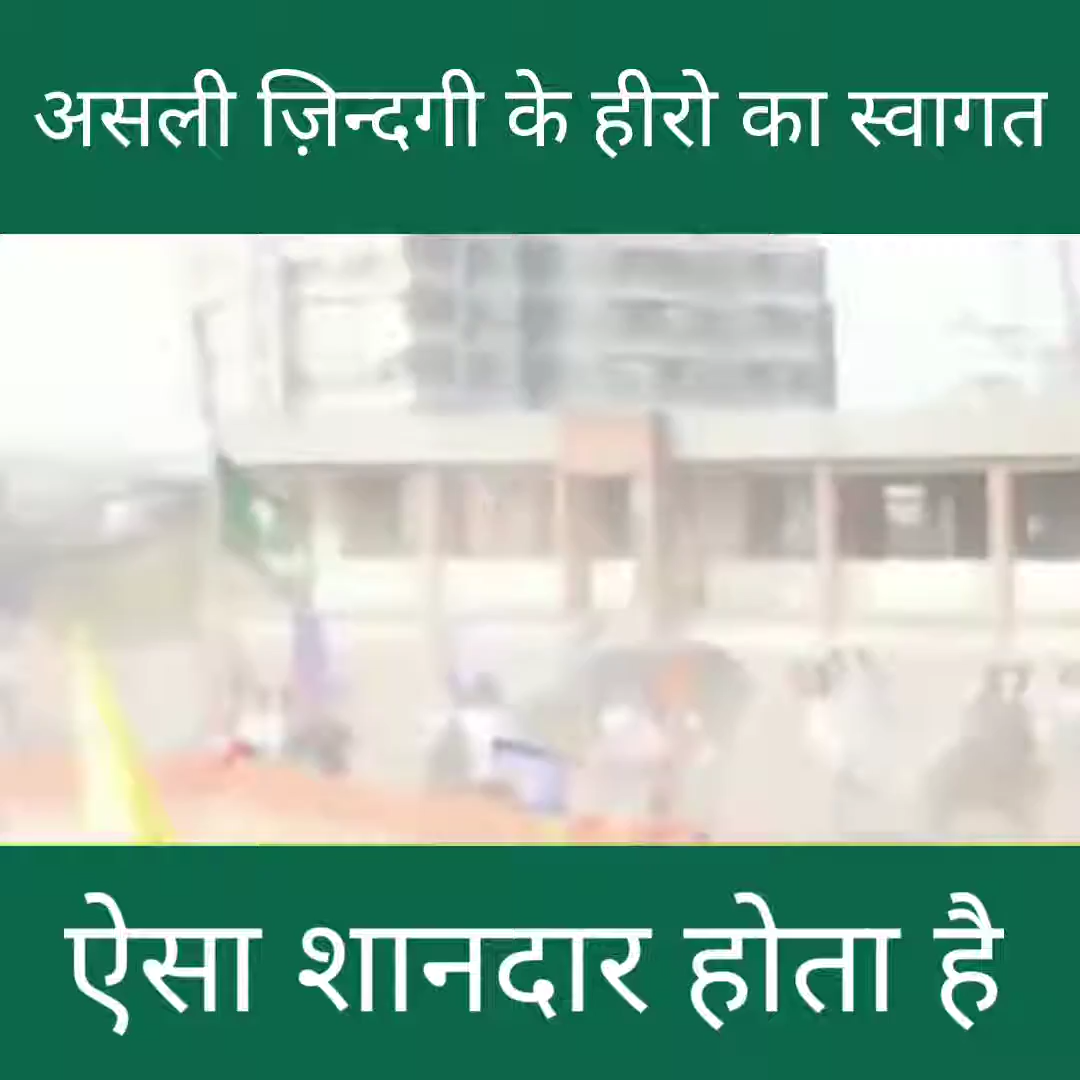 असली ज़िन्दगी के हीरो का स्वागत
ऐसा शानदार होता है